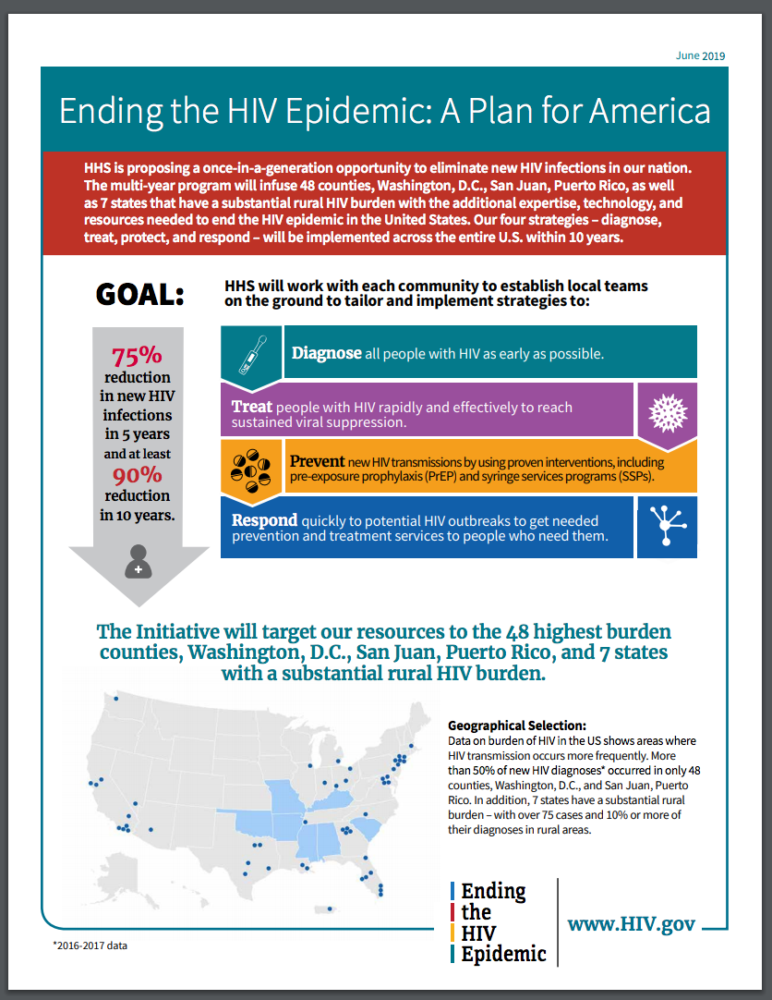 June 2019
Ending the HIV Epidemic: A Plan for America
HHS is proposing a once-in-a-generation opportunity to eliminate new HIV infections in our nation.
The multi-year program will infuse 48 counties, Washington, D.C., San Juan, Puerto Rico, as well
as 7 states that have a substantial rural HIV burden with the additional expertise, technology, and
resources needed to end the HIV epidemic in the United States. Our four strategies – diagnose,
treat, protect, and respond – will be implemented across the entire U.S. within 10 years.
GOAL:
75%
reduction
in new HIV
infections
in 5 years
and at least
90%
reduction
in 10 years.
HHS will work with each community to establish local teams
on the ground to tailor and implement strategies to:
Diagnose all people with HIV as early as possible.
Treat people with HIV rapidly and effectively to reach
sustained viral suppression.
Prevent new HIV transmissions by using proven interventions, including
pre-exposure prophylaxis (PrEP) and syringe services programs (SSPs).
Respond quickly to potential HIV outbreaks to get needed
prevention and treatment services to people who need them.
The Initiative will target our resources to the 48 highest burden
counties, Washington, D.C., San Juan, Puerto Rico, and 7 states
with a substantial rural HIV burden.
Geographical Selection:
Data on burden of HIV in the US shows areas where
HIV transmission occurs more frequently. More
than 50% of new HIV diagnoses* occurred in only 48
counties, Washington, D.C., and San Juan, Puerto
Rico. In addition, 7 states have a substantial rural
burden – with over 75 cases and 10% or more of
their diagnoses in rural areas.
Ending
the
HIV
Epidemic
www.HIV.gov
*2016-2017 data